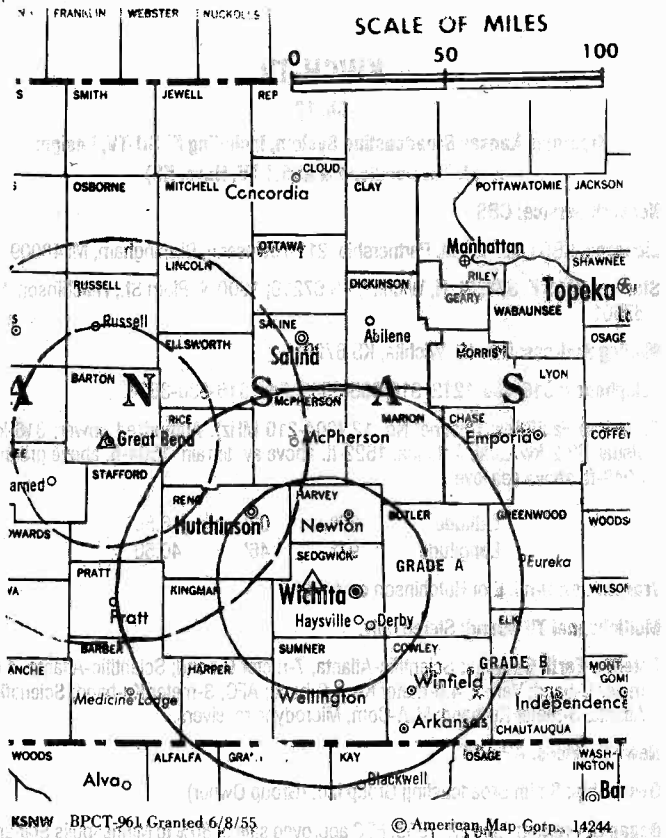 FRANKLIN WEBSTER NUCKOLLS
SCALE OF MILES
0 50 100
SMITH JEWELL REP
CLOUD
OSBORNE MITCHELL Concordia CLAY POTTAWATOMIE JACKSON
OTTAWA Manhattan
LINCOLN SHAWNEE
RUSSELL DICKINSON RILEY Topeka
GEARY WABAUNSEE
Russell SALINE Abilene
ELLSWORTH Salina MORRIS OSAGE
BARTON LYON
A N S A S
McPHERSON
RICE MARION CHASE
Great Bend McPherson Emporia COFFEY
STAFFORD
RENO HARVEY
Hutchinson Newton BUTLER GREENWOOD WOODS
SEDGWICK
PRATT KINGMAN GRADE A Eureka
Wichita WILSON
Pratt Haysville Derby ELK
BARBER SUMNER COWLEY
HARPER GRADE B MONT
GOMI
Medicine Lodge Wellington Winfield Independence
Arkansas
CHAUTAUQUA
WOODS ALFALFA KAY OSAGE WASH-
INGTON
Alva Blackwell Bar
KSNW BPCT-961 Granted 6/8/55 © American Map Corp., 14244